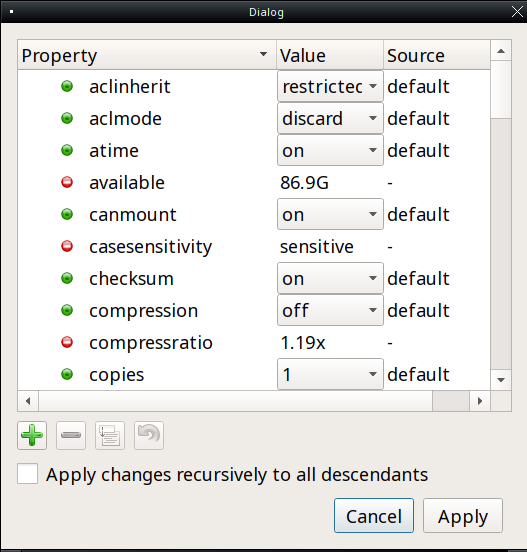 Dialog
Property Value Source
aclinherit restricted default
aclmode discard default
atime on default
available 86.9G -
canmount on default
casesensitivity sensitive -
checksum on default
compression off default
compressratio 1.19x -
copies 1 default
Apply changes recursively to all descendants
Cancel Apply